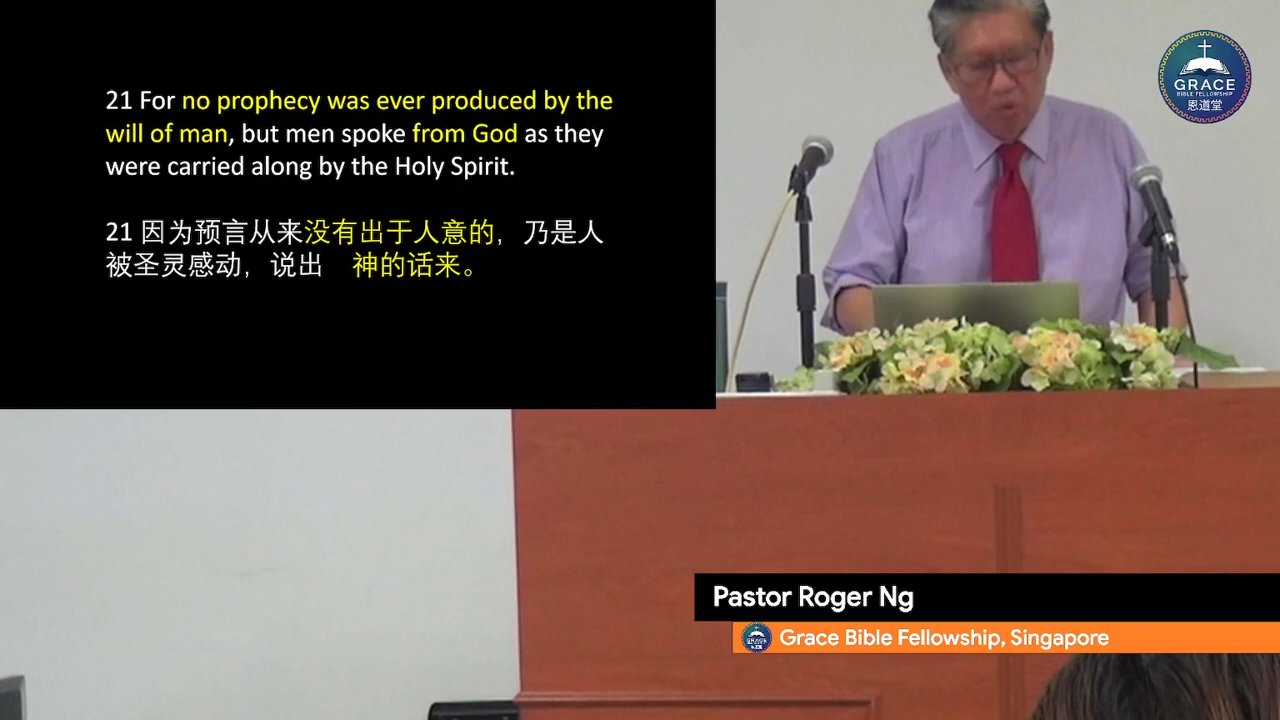 21 For no prophecy was ever produced by the
will of man, but men spoke from God as they
were carried along by the Holy Spirit.
21 因为预言从来没有出于人意的，乃是人
被圣灵感动，说出　神的话来。
GRACE
BIBLE FELLOWSHIP
恩道堂
Pastor Roger Ng
GRACE
Grace Bible Fellowship, Singapore